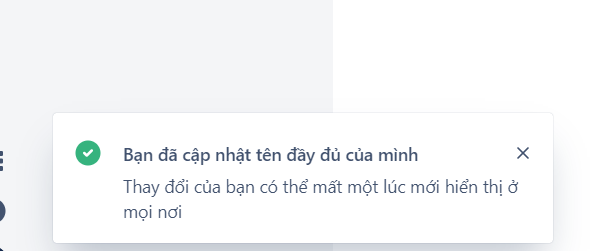 Bạn đã cập nhật tên đầy đủ của mình
Thay đổi của bạn có thể mất một lúc mới hiển thị ở
mọi nơi